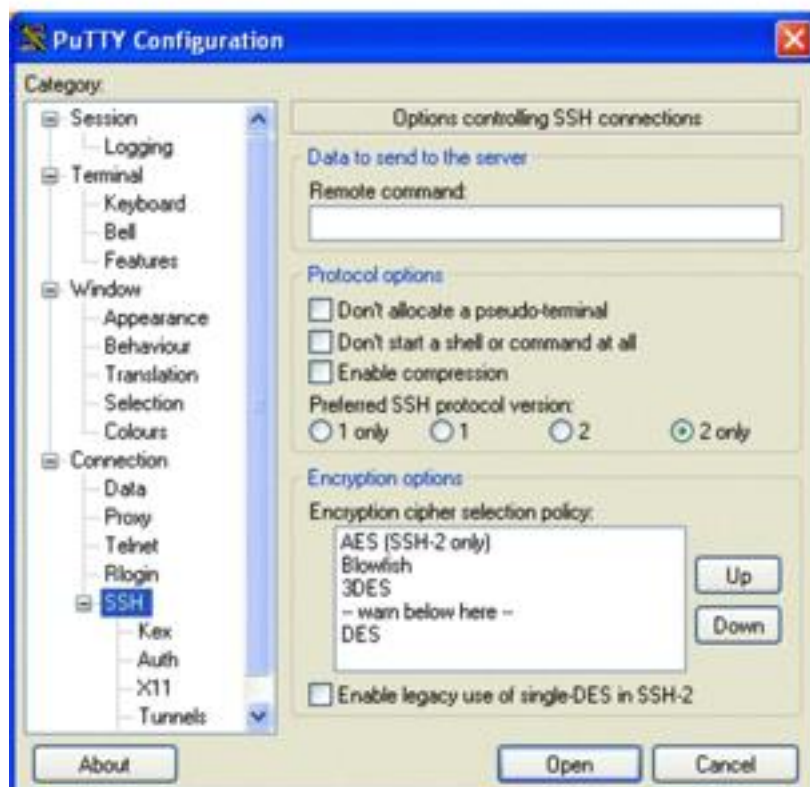 PuTTY Configuration
Category:
Session
Logging
Terminal
Keyboard
Bell
Features
Window
Appearance
Behaviour
Translation
Selection
Colours
Connection
Data
Proxy
Telnet
Rlogin
SSH
Kex
Auth
X11
Tunnels
Options controlling SSH connections
Data to send to the server
Remote command:
Protocol options
Don't allocate a pseudo-terminal
Don't start a shell or command at all
Enable compression
Preferred SSH protocol version:
1 only 1 2 2 only
Encryption options
Encryption cipher selection policy:
AES (SSH-2 only)
Blowfish
3DES
-- warn below here --
DES
Up
Down
Enable legacy use of single-DES in SSH-2
About Open Cancel